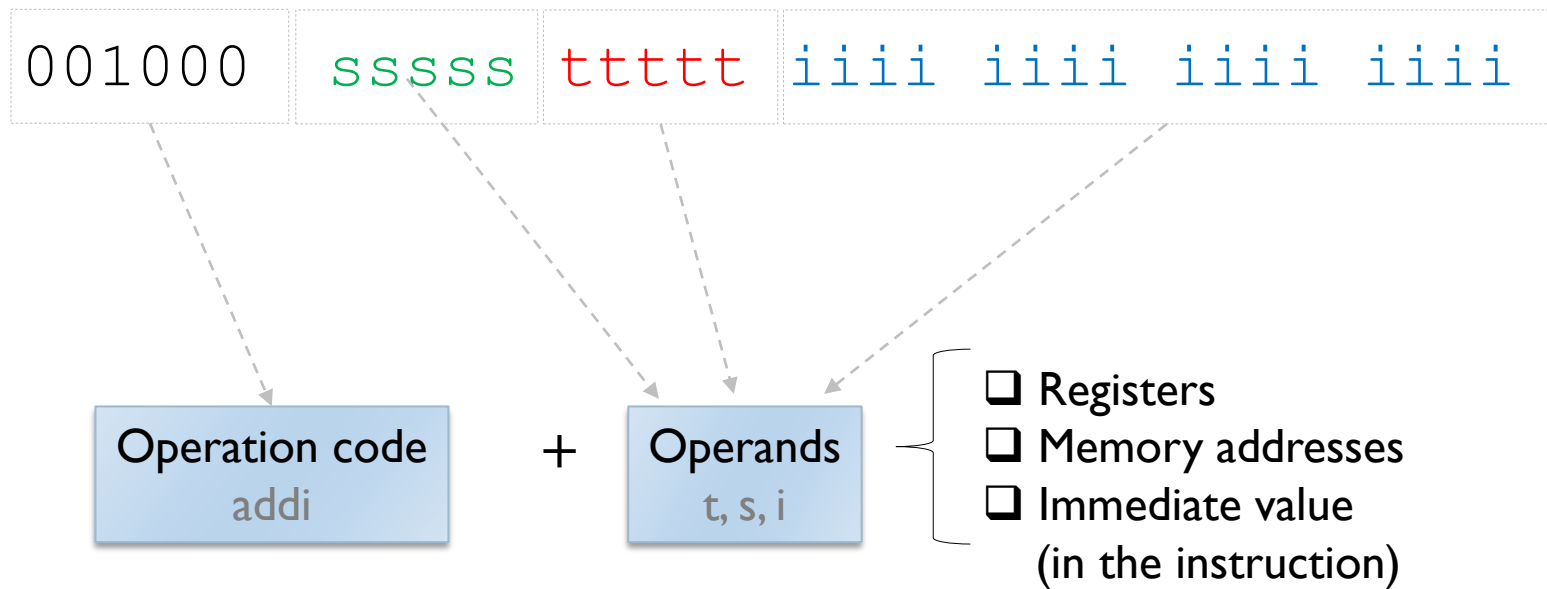 001000 sssss ttttt iiii iiii iiii iiii
Operation code
addi
+
Operands
t, s, i
❑ Registers
❑ Memory addresses
❑ Immediate value
(in the instruction)